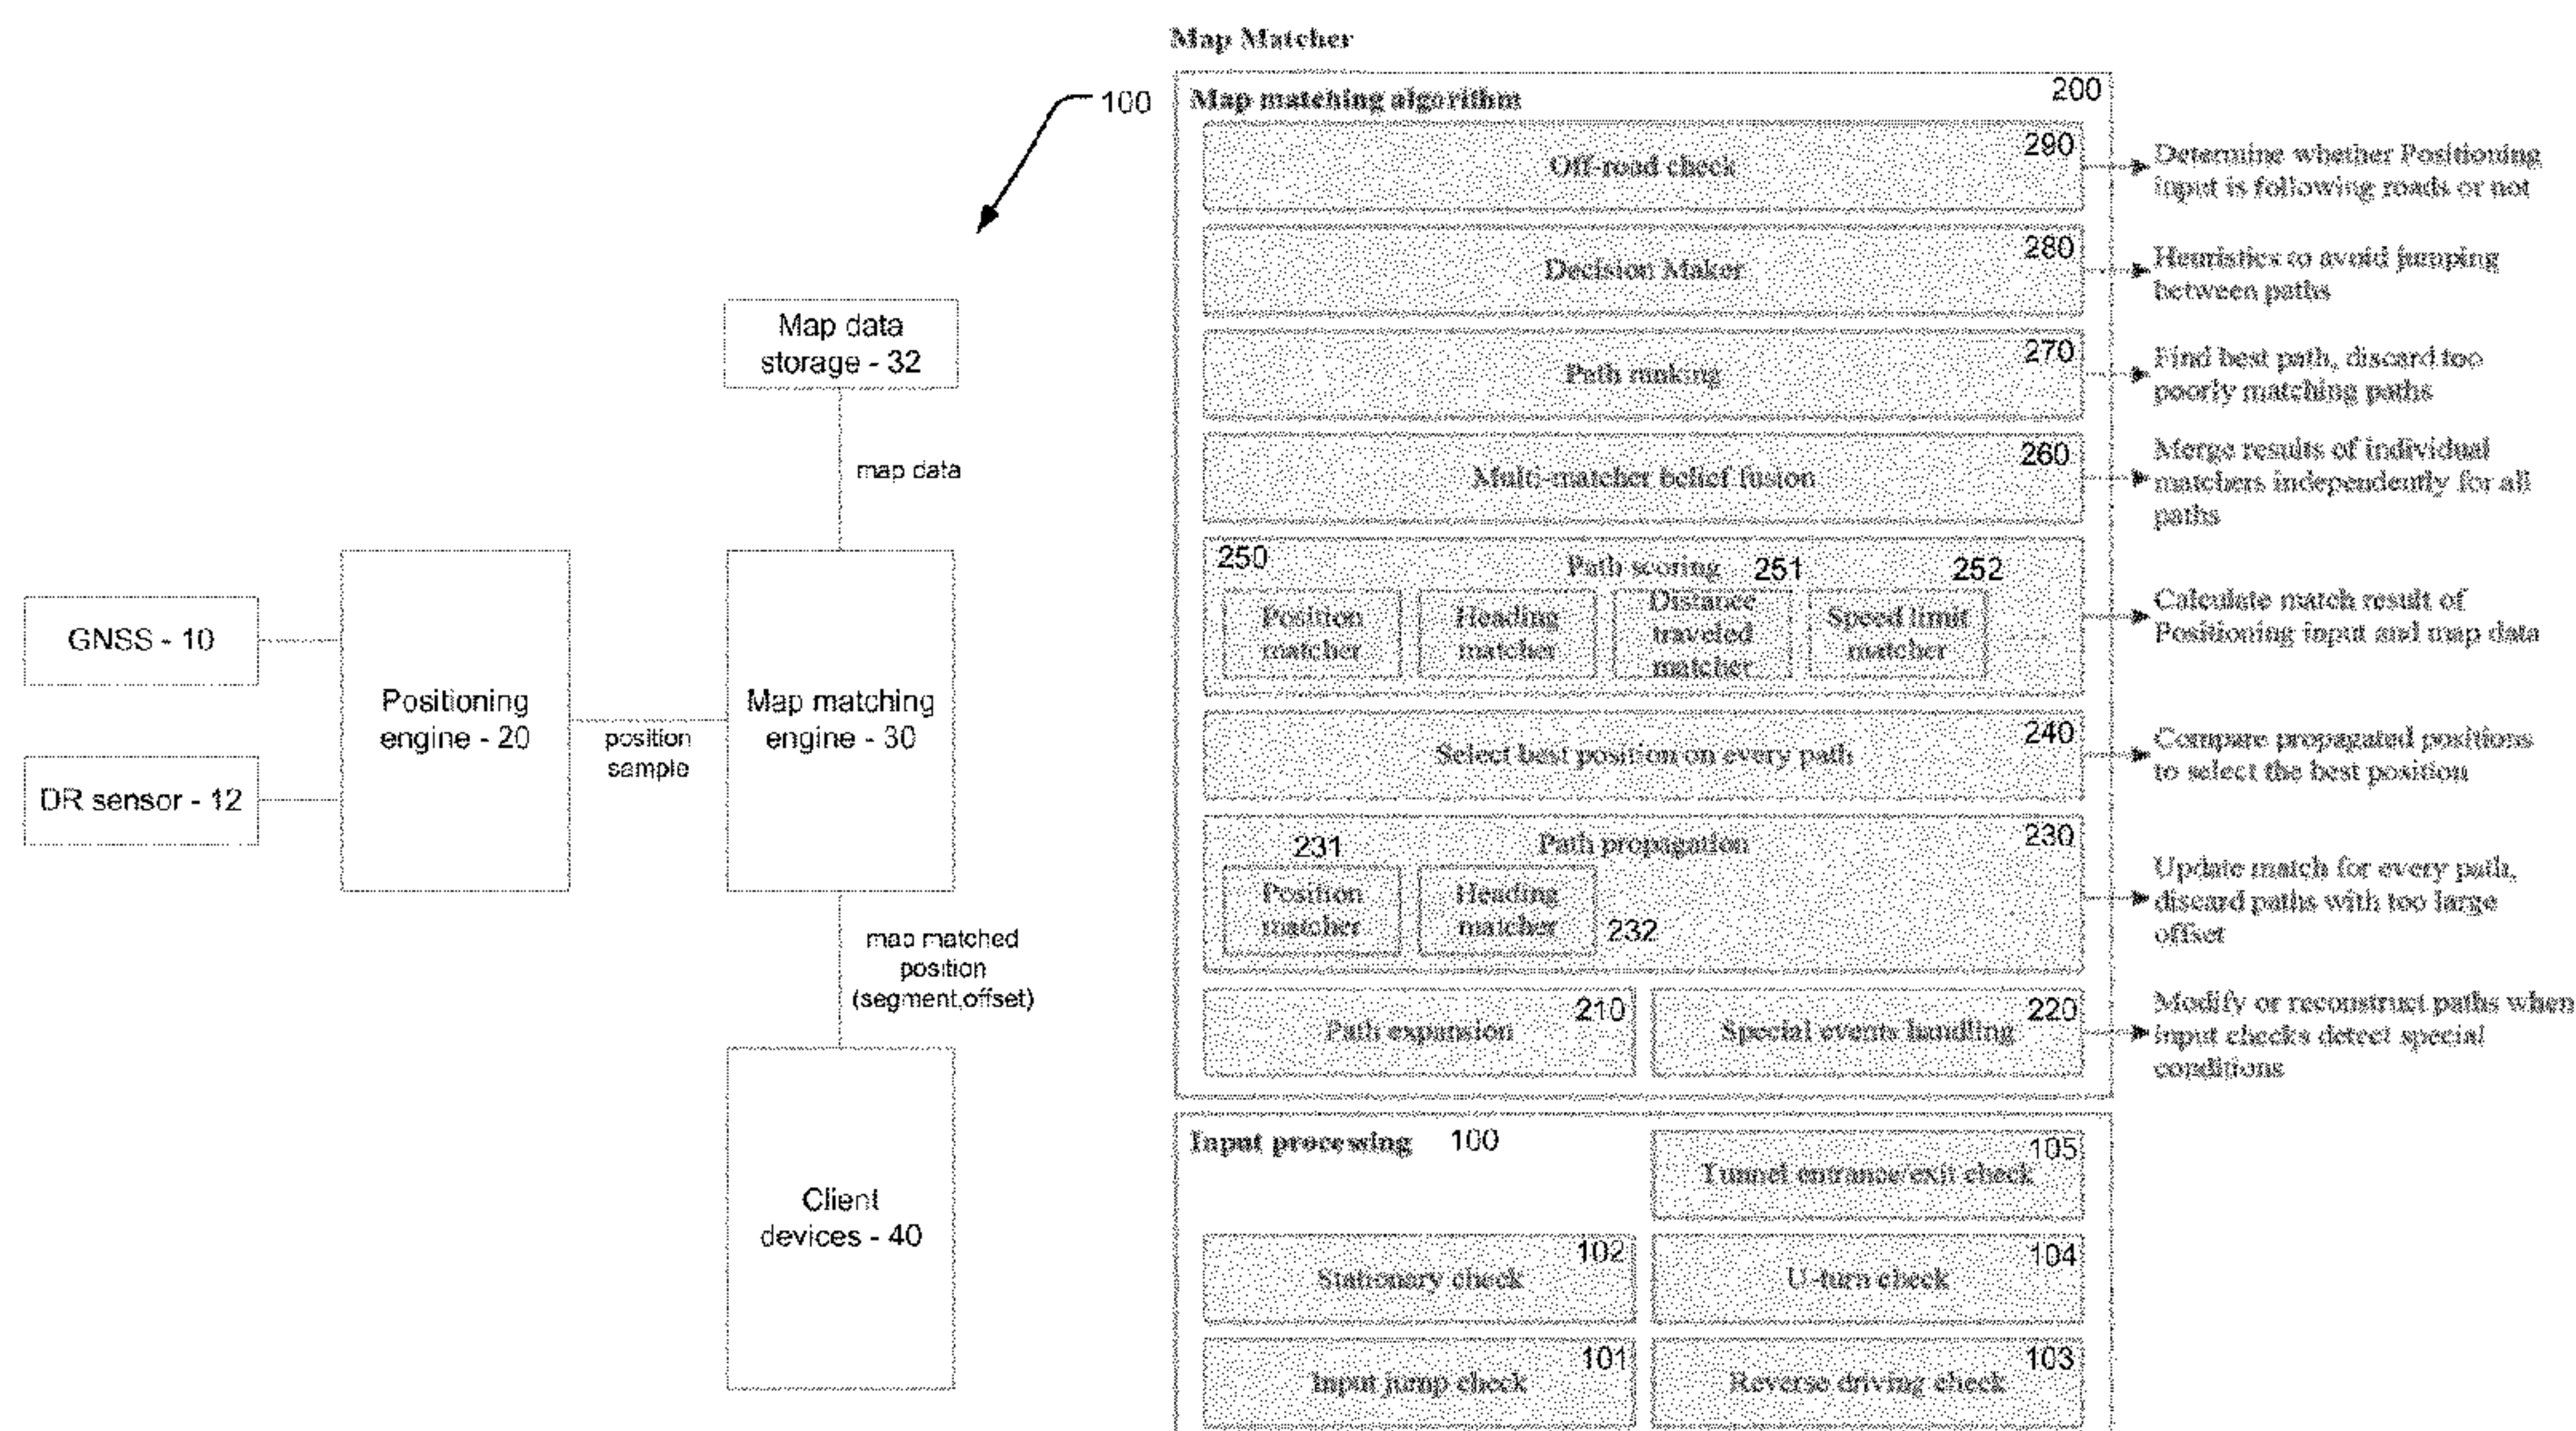 100
Map data
storage - 32
map data
GNSS - 10
DR sensor - 12
Positioning
engine - 20
position
sample
Map matching
engine - 30
map matched
position
(segment,offset)
Client
devices - 40
Map Matcher
Map matching algorithm
200
290
Off-road check
Determine whether Positioning
input is following roads or not
280
Decision Maker
Heuristics to avoid jumping
between paths
270
Path ranking
Find best path, discard too
poorly matching paths
260
Multi-matcher belief fusion
Merge results of individual
matchers independently for all
paths
250
Path scoring
251
252
Position
matcher
Heading
matcher
Distance
traveled
matcher
Speed limit
matcher
...
Calculate match result of
Positioning input and map data
240
Select best position on every path
Compare propagated positions
to select the best position
230
Path propagation
231
Position
matcher
Heading
matcher
232
Update match for every path,
discard paths with too large
offset
210
Path expansion
220
Special events handling
Modify or reconstruct paths when
input checks detect special
conditions
Input processing 100
105
Tunnel entrance/exit check
102
Stationary check
104
U-turn check
101
Input jump check
103
Reverse driving check